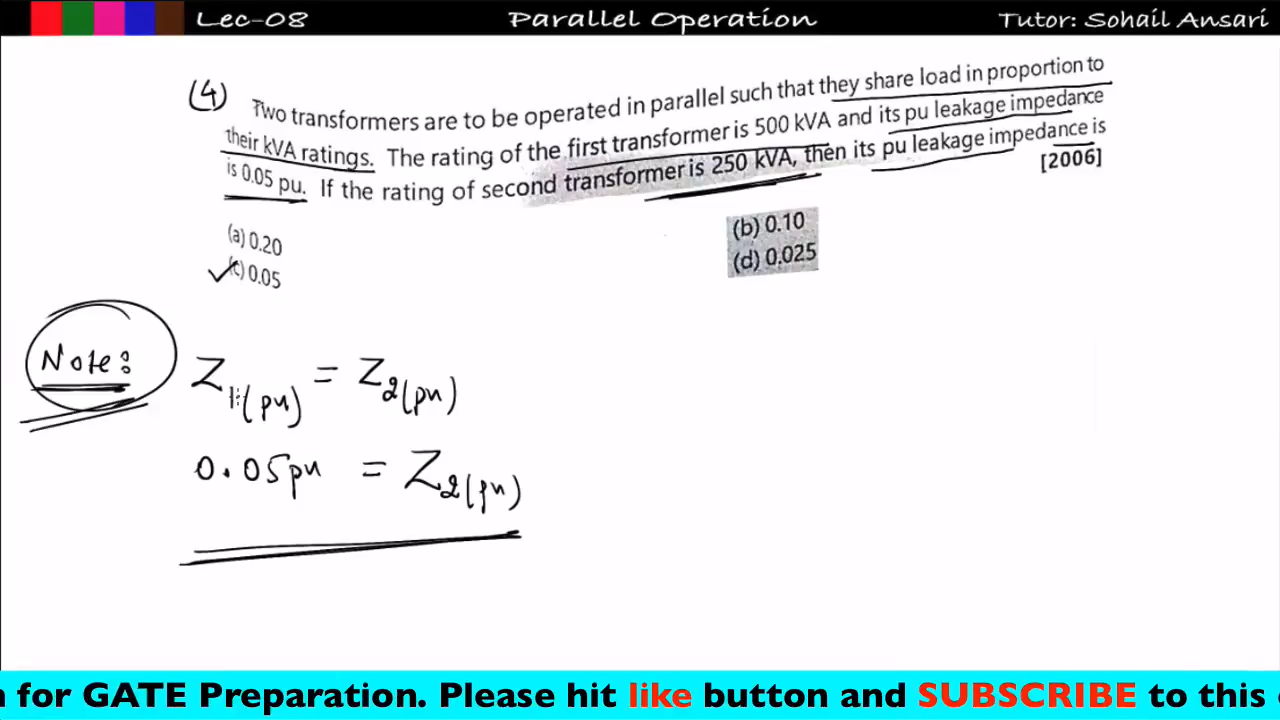 Lec-08 Parallel Operation Tutor: Sohail Ansari
(4) Two transformers are to be operated in parallel such that they share load in proportion to
their kVA ratings. The rating of the first transformer is 500 kVA and its pu leakage impedance
is 0.05 pu. If the rating of second transformer is 250 kVA, then its pu leakage impedance is
[2006]
(a) 0.20 (b) 0.10
(c) 0.05 (d) 0.025
Note: Z1(pu) = Z2(pu)
0.05pu = Z2(pu)
n for GATE Preparation. Please hit like button and SUBSCRIBE to this